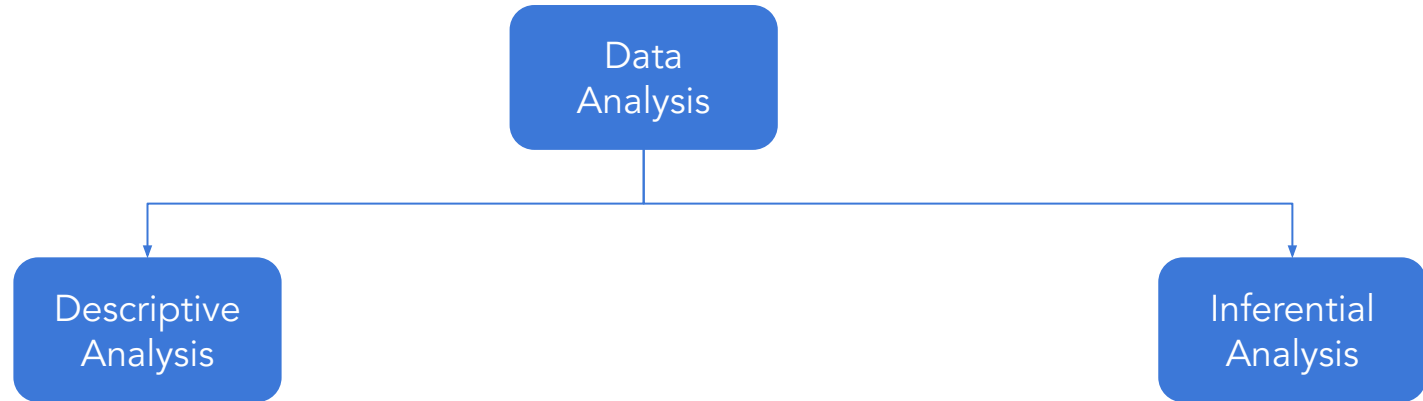 Data
Analysis
Descriptive
Analysis
Inferential
Analysis